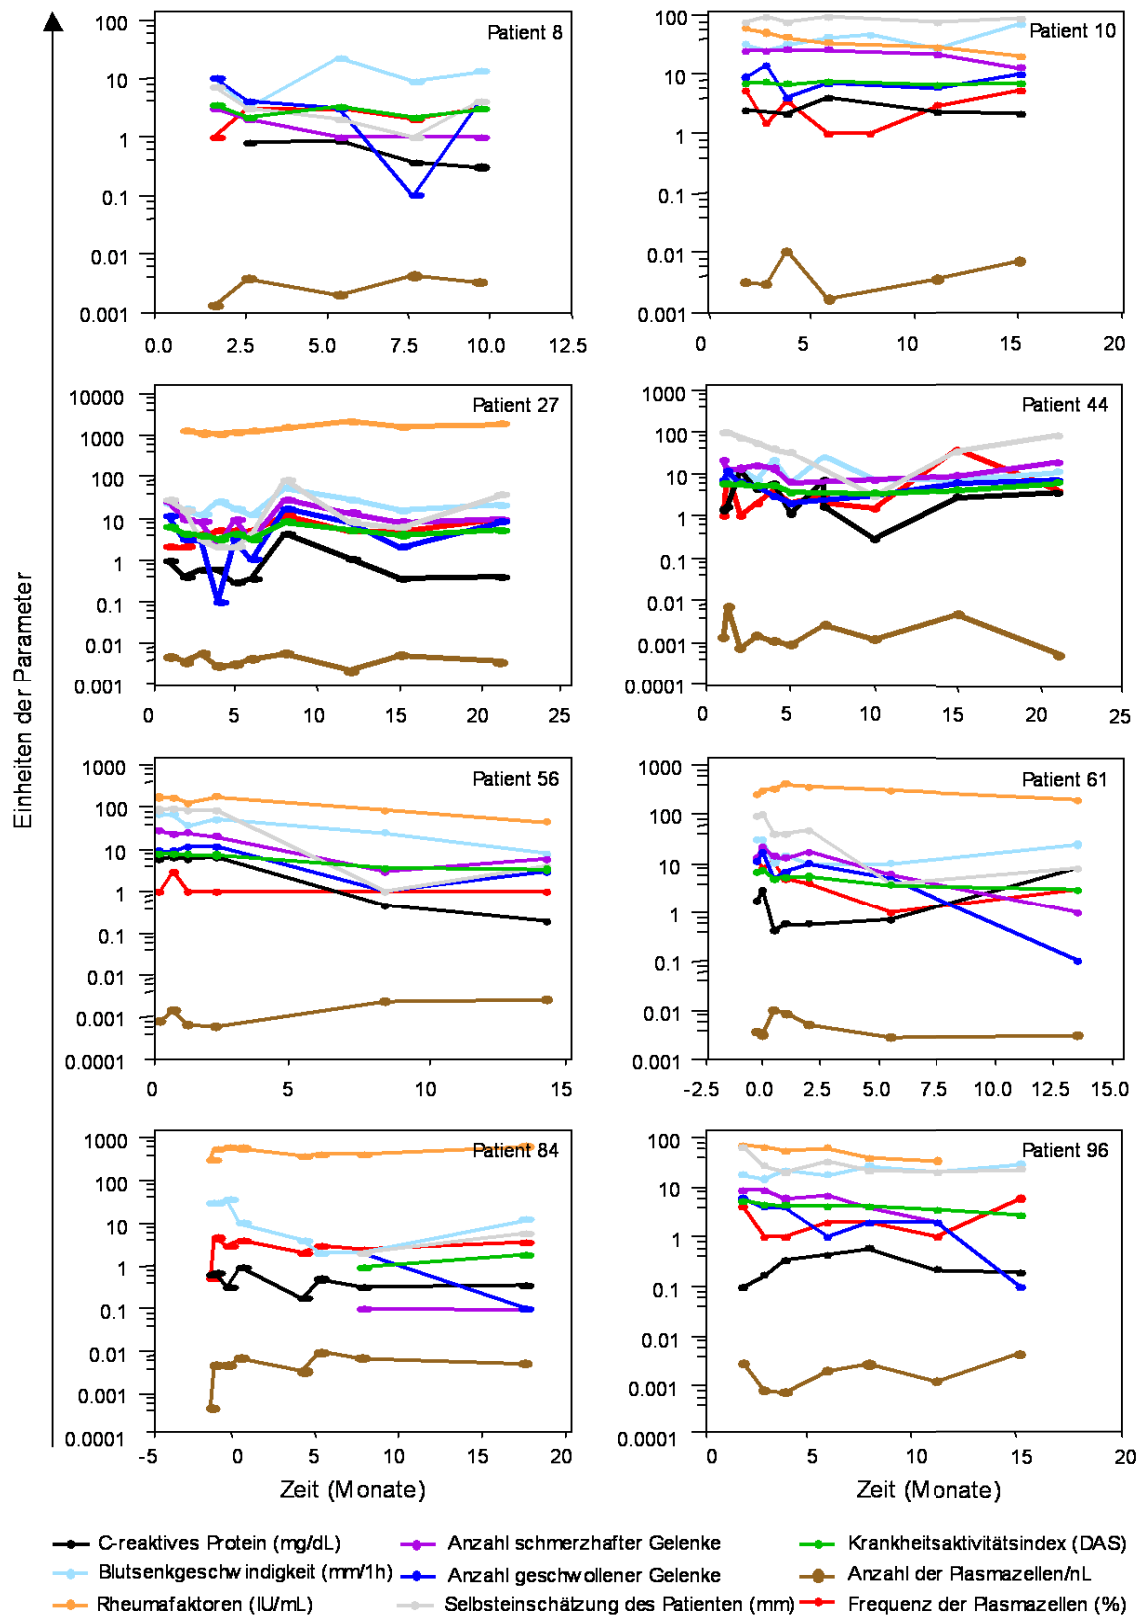 Einheiten der Parameter
Patient 8
100
10
1
0.1
0.01
0.001
0.0 2.5 5.0 7.5 10.0 12.5
Patient 10
100
10
1
0.1
0.01
0.001
0 5 10 15 20
Patient 27
10000
1000
100
10
1
0.1
0.01
0.001
0 5 10 15 20 25
Patient 44
1000
100
10
1
0.1
0.01
0.001
0.0001
0 5 10 15 20 25
Patient 56
1000
100
10
1
0.1
0.01
0.001
0.0001
0 5 10 15
Patient 61
1000
100
10
1
0.1
0.01
0.001
-2.5 0.0 2.5 5.0 7.5 10.0 12.5 15.0
Patient 84
1000
100
10
1
0.1
0.01
0.001
0.0001
-5 0 5 10 15 20
Zeit (Monate)
Patient 96
100
10
1
0.1
0.01
0.001
0.0001
0 5 10 15 20
Zeit (Monate)
C-reaktives Protein (mg/dL)
Anzahl schmerzhafter Gelenke
Krankheitsaktivitätsindex (DAS)
Blutsenkgeschwindigkeit (mm/1h)
Anzahl geschwollener Gelenke
Anzahl der Plasmazellen/nL
Rheumafaktoren (IU/mL)
Selbsteinschätzung des Patienten (mm)
Frequenz der Plasmazellen (%)